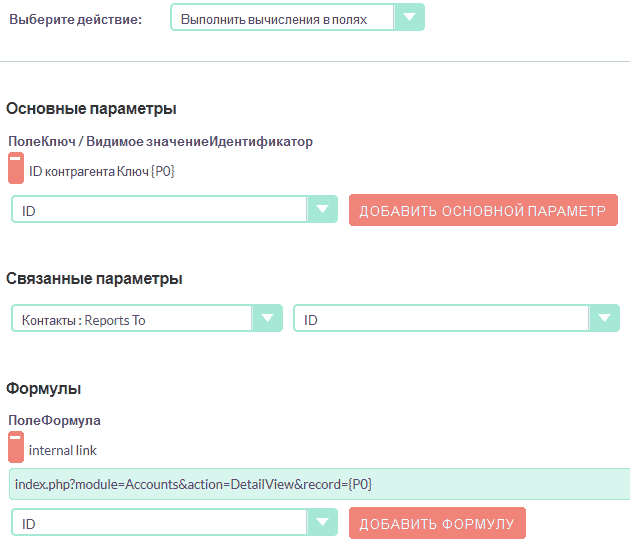 Выберите действие: Выполнить вычисления в полях
Основные параметры
ПолеКлюч / Видимое значениеИдентификатор
ID контрагента Ключ {P0}
ID ДОБАВИТЬ ОСНОВНОЙ ПАРАМЕТР
Связанные параметры
Контакты : Reports To ID
Формулы
ПолеФормула
internal link
index.php?module=Accounts&action=DetailView&record={P0}
ID ДОБАВИТЬ ФОРМУЛУ